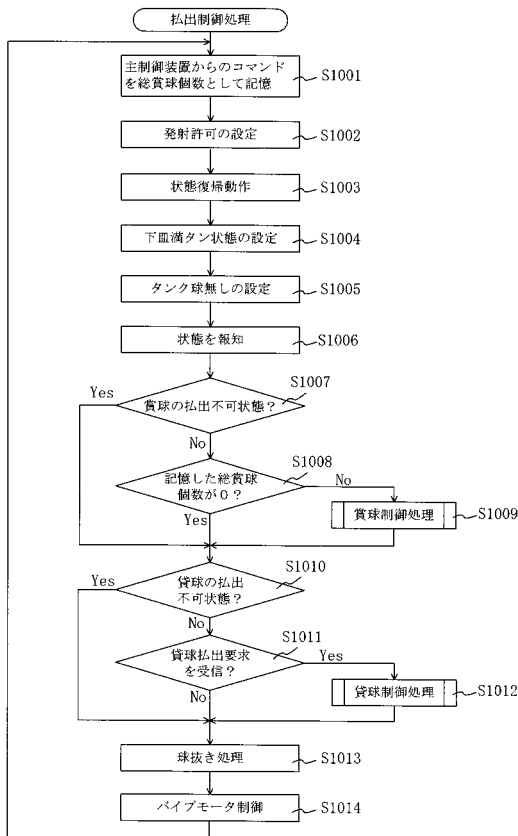 払出制御処理
主制御装置からのコマンド
を総賞球個数として記憶
S1001
発射許可の設定
S1002
状態復帰動作
S1003
下皿満タン状態の設定
S1004
タンク球無しの設定
S1005
状態を報知
S1006
S1007
Yes
賞球の払出不可状態?
No
S1008
記憶した総賞球
個数が0?
No
Yes
賞球制御処理
S1009
S1010
Yes
貸球の払出
不可状態?
No
S1011
貸球払出要求
を受信?
Yes
No
貸球制御処理
S1012
球抜き処理
S1013
バイブモータ制御
S1014